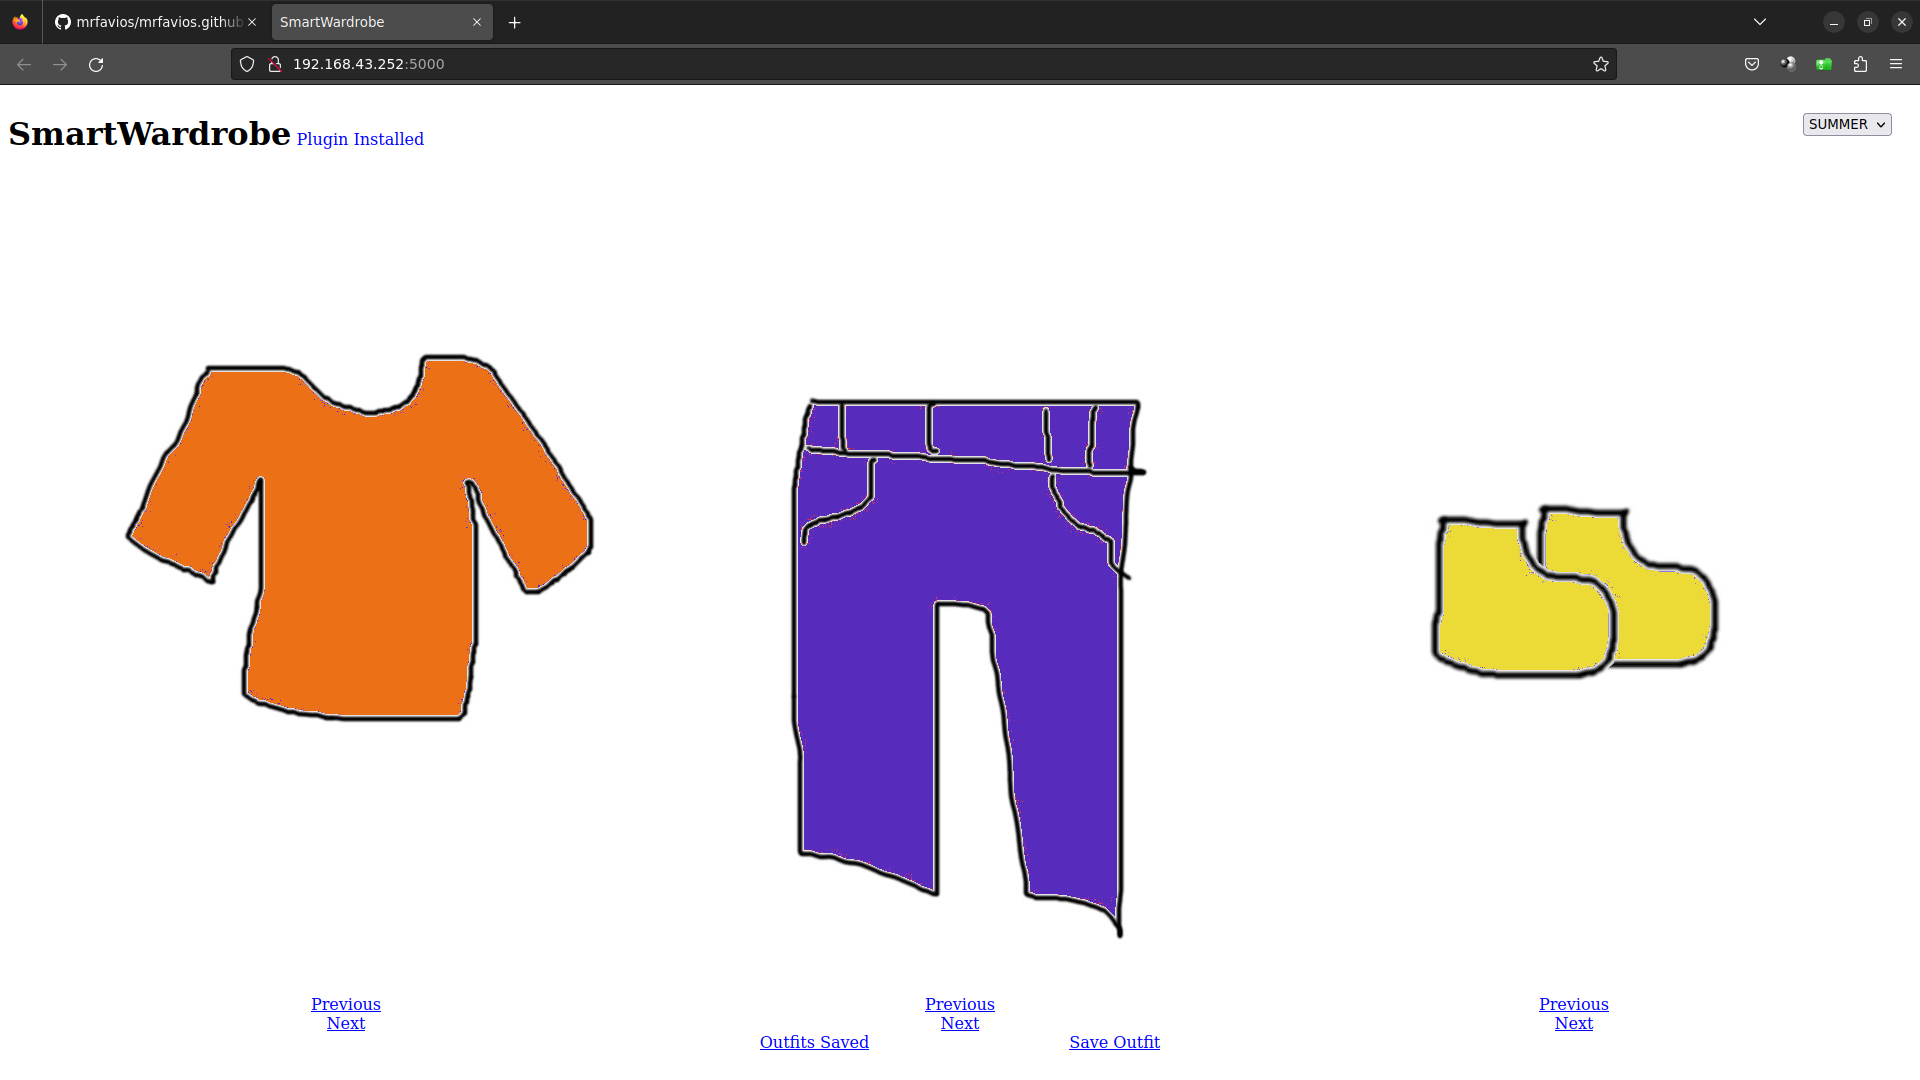 mrfavios/mrfavios.github
SmartWardrobe
192.168.43.252:5000
SmartWardrobe Plugin Installed
SUMMER
Previous
Next
Previous
Next
Previous
Next
Outfits Saved
Save Outfit